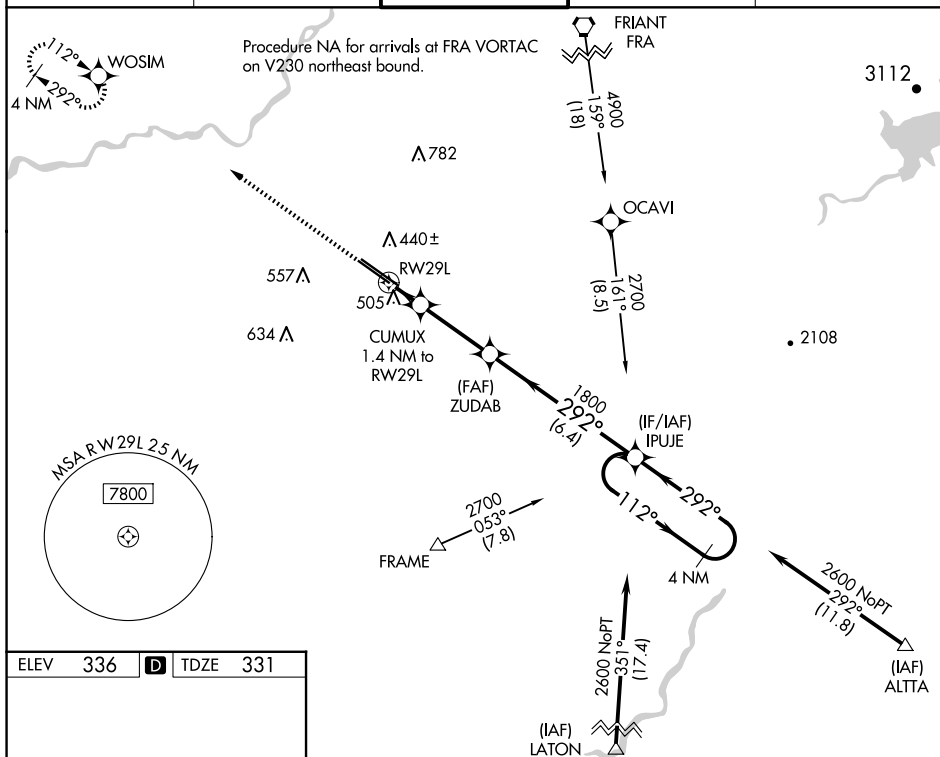 Procedure NA for arrivals at FRA VORTAC
on V230 northeast bound.
FRIANT
FRA
112°
WOSIM
292°
4 NM
3112
4900
159°
(18)
782
OCAVI
440±
RW29L
557
505
2700
161°
(8.5)
634
CUMUX
1.4 NM to
RW29L
2108
(FAF)
ZUDAB
1800
292°
(6.4)
(IF/IAF)
IPUJE
MSA RW29L 25 NM
7800
292°
112°
2700
053°
(7.8)
FRAME
4 NM
2600 NoPT
292°
(11.8)
(IAF)
ALTTA
2600 NoPT
351°
(17.4)
(IAF)
LATON
ELEV 336 D TDZE 331